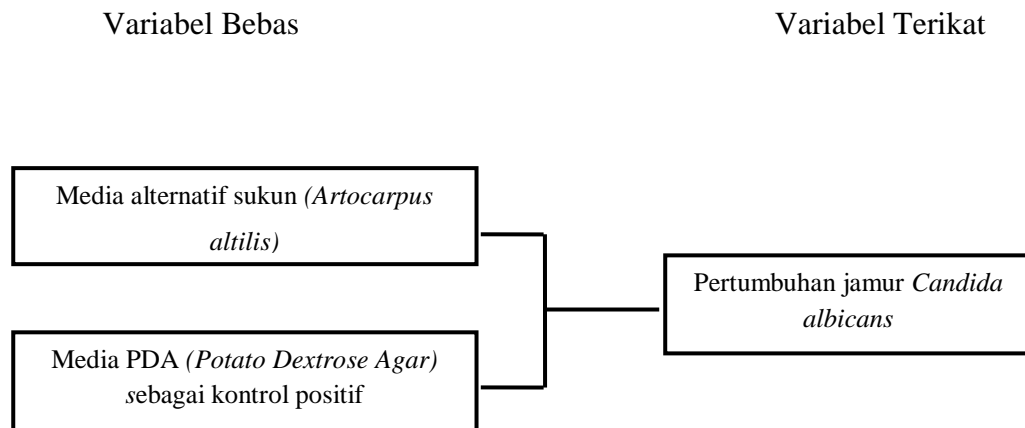 Variabel Bebas
Variabel Terikat
Media alternatif sukun (Artocarpus
altilis)
Pertumbuhan jamur Candida
albicans
Media PDA (Potato Dextrose Agar)
sebagai kontrol positif